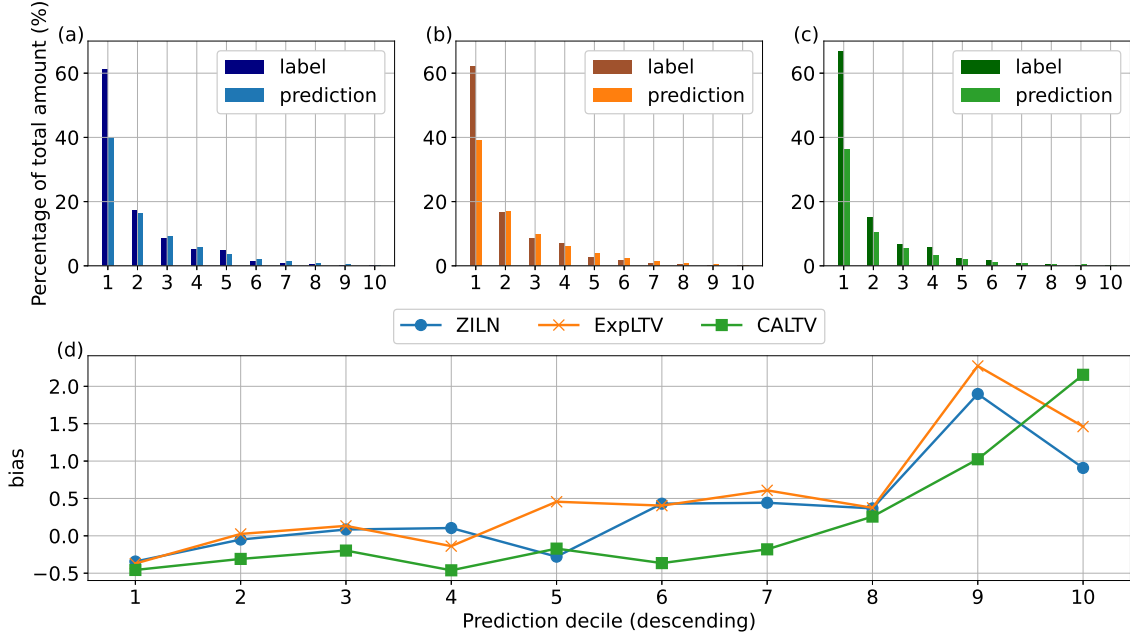 (a) (b) (c)
Percentage of total amount (%)
60
40
20
0
label
prediction
1 2 3 4 5 6 7 8 9 10
60
40
20
0
label
prediction
1 2 3 4 5 6 7 8 9 10
60
40
20
0
label
prediction
1 2 3 4 5 6 7 8 9 10
ZILN ExpLTV CALTV
(d)
bias
2.0
1.5
1.0
0.5
0.0
−0.5
1 2 3 4 5 6 7 8 9 10
Prediction decile (descending)